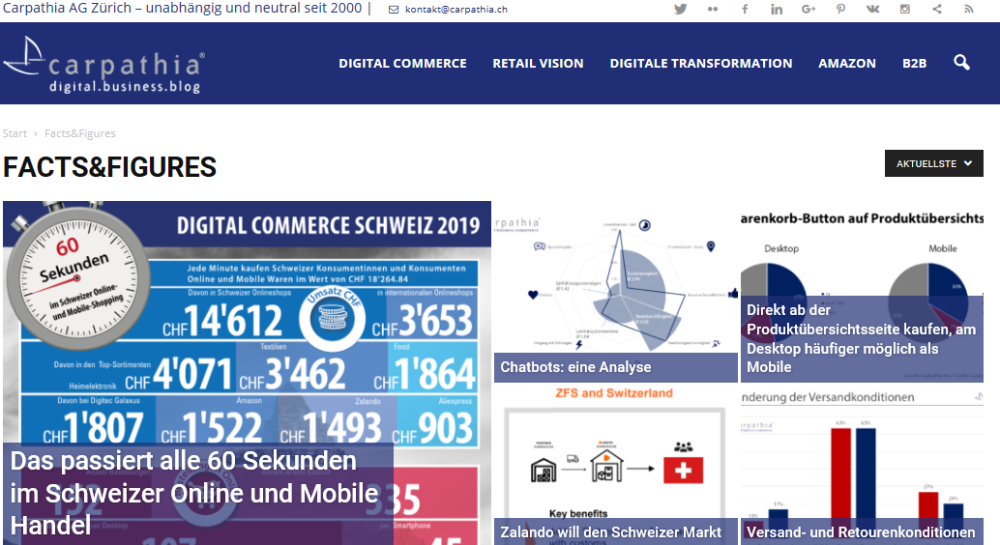 Carpathia AG Zürich – unabhängig und neutral seit 2000 | kontakt@carpathia.ch
carpathia®
digital.business.blog
DIGITAL COMMERCE RETAIL VISION DIGITALE TRANSFORMATION AMAZON B2B
Start › Facts&Figures
FACTS&FIGURES
AKTUELLSTE
60
Sekunden
im Schweizer Online-
und Mobile-Shopping
DIGITAL COMMERCE SCHWEIZ 2019
Jede Minute kaufen Schweizer Konsumentinnen und Konsumenten
Online und Mobile Waren im Wert von CHF 18'264.84
Davon in Schweizer Onlineshops
CHF 14'612
Umsatz CHF
in internationalen Onlineshops
CHF 3'653
Davon in den Top-Sortimenten
Heimelektronik
CHF 4'071
Textilien
CHF 3'462
Food
CHF 1'864
Davon bei Digitec Galaxus
CHF 1'807
Amazon
CHF 1'522
Zalando
CHF 1'493
Aliexpress
CHF 903
Das passiert alle 60 Sekunden
im Schweizer Online und Mobile
Handel
Chatbots: eine Analyse
arenkorb-Button auf Produktübersichts
Desktop
Mobile
Direkt ab der
Produktübersichtsseite kaufen, am
Desktop häufiger möglich als
Mobile
ZFS and Switzerland
Key benefits
Zalando will den Schweizer Markt
nderung der Versandkonditionen
Versand- und Retourenkonditionen